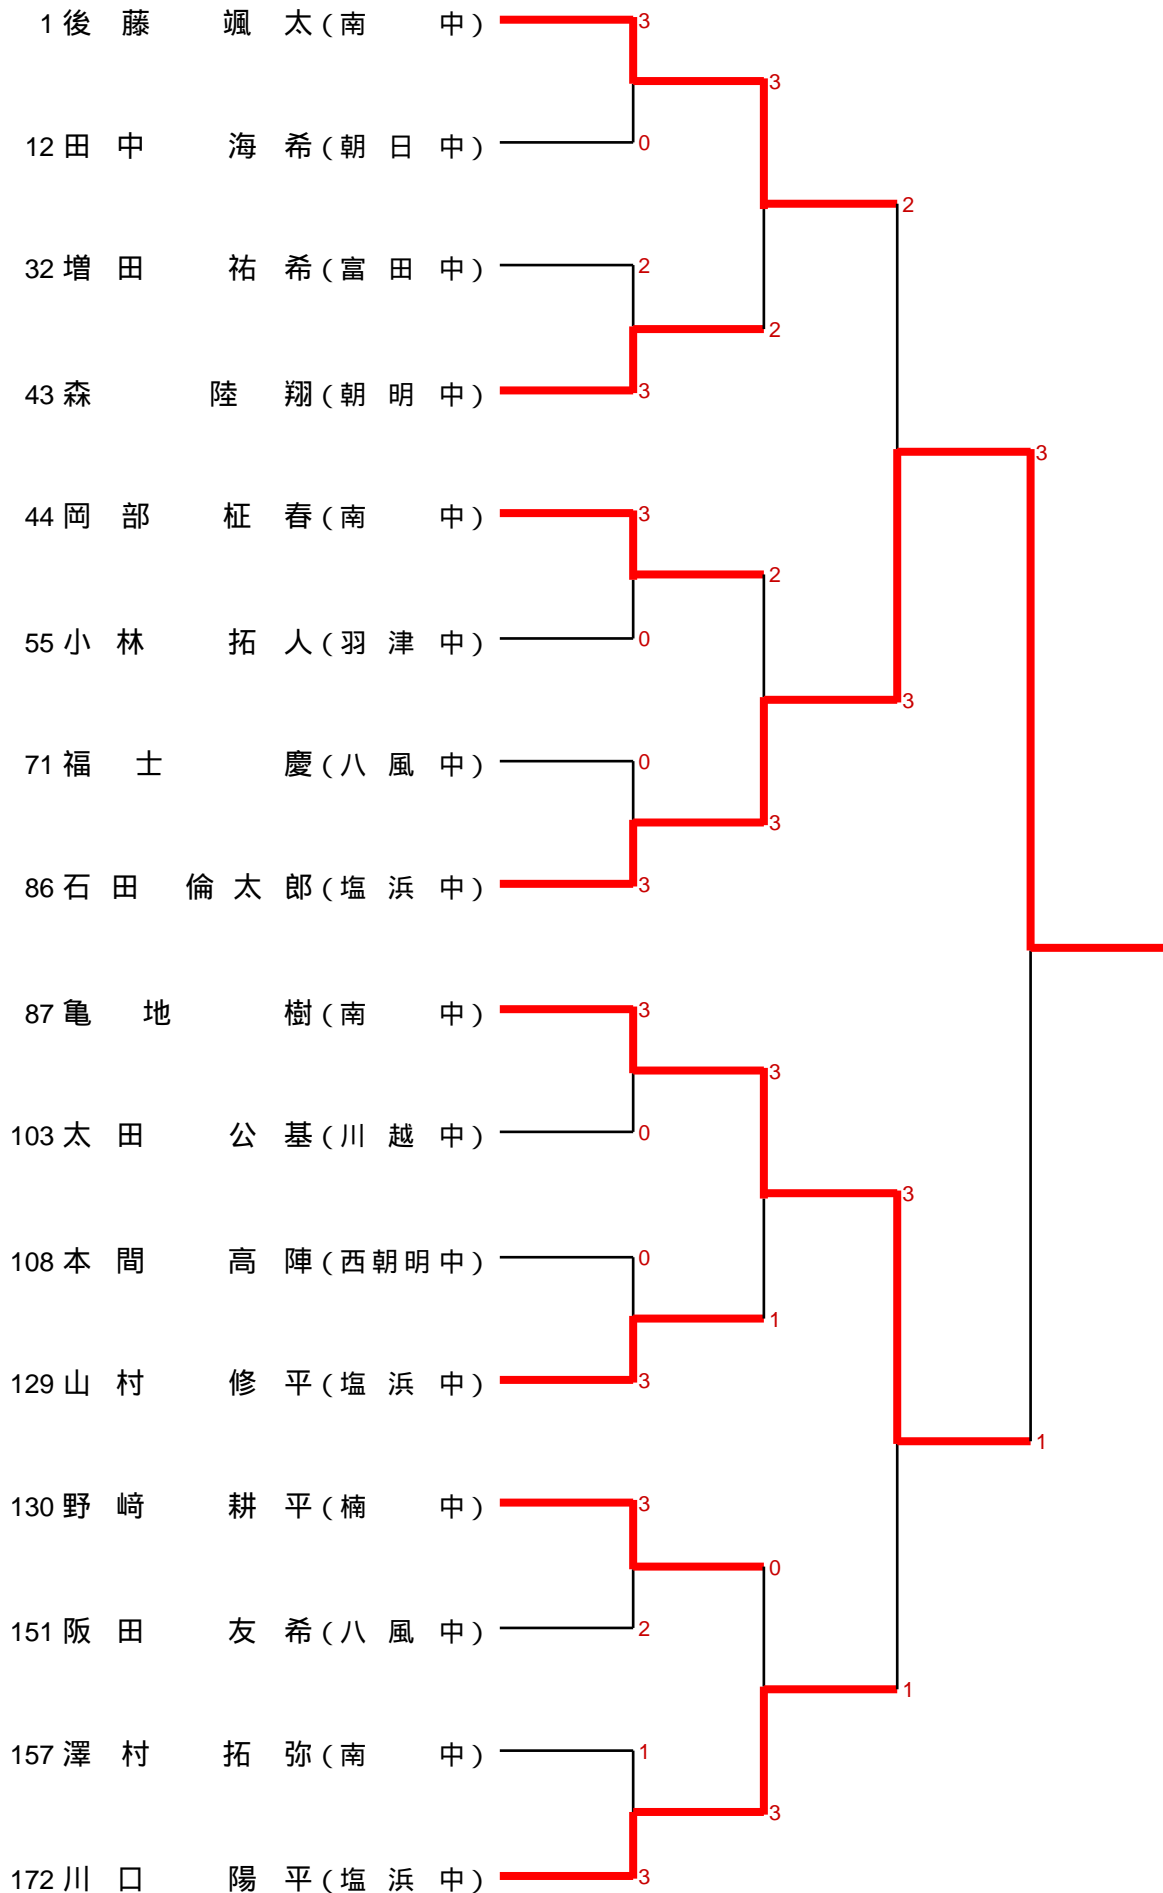 1 後藤 颯太 (南中) 3
3
12 田中 海希 (朝日中) 0
2
32 増田 祐希 (富田中) 2
2
43 森 陸翔 (朝明中) 3
3
44 岡部 柾春 (南中) 3
2
55 小林 拓人 (羽津中) 0
3
71 福士 慶 (八風中) 0
3
86 石田 倫太郎 (塩浜中) 3
87 亀地 樹 (南中) 3
3
103 太田 公基 (川越中) 0
3
108 本間 高陣 (西朝明中) 0
1
129 山村 修平 (塩浜中) 3
1
130 野﨑 耕平 (楠中) 3
0
151 阪田 友希 (八風中) 2
1
157 澤村 拓弥 (南中) 1
3
172 川口 陽平 (塩浜中) 3